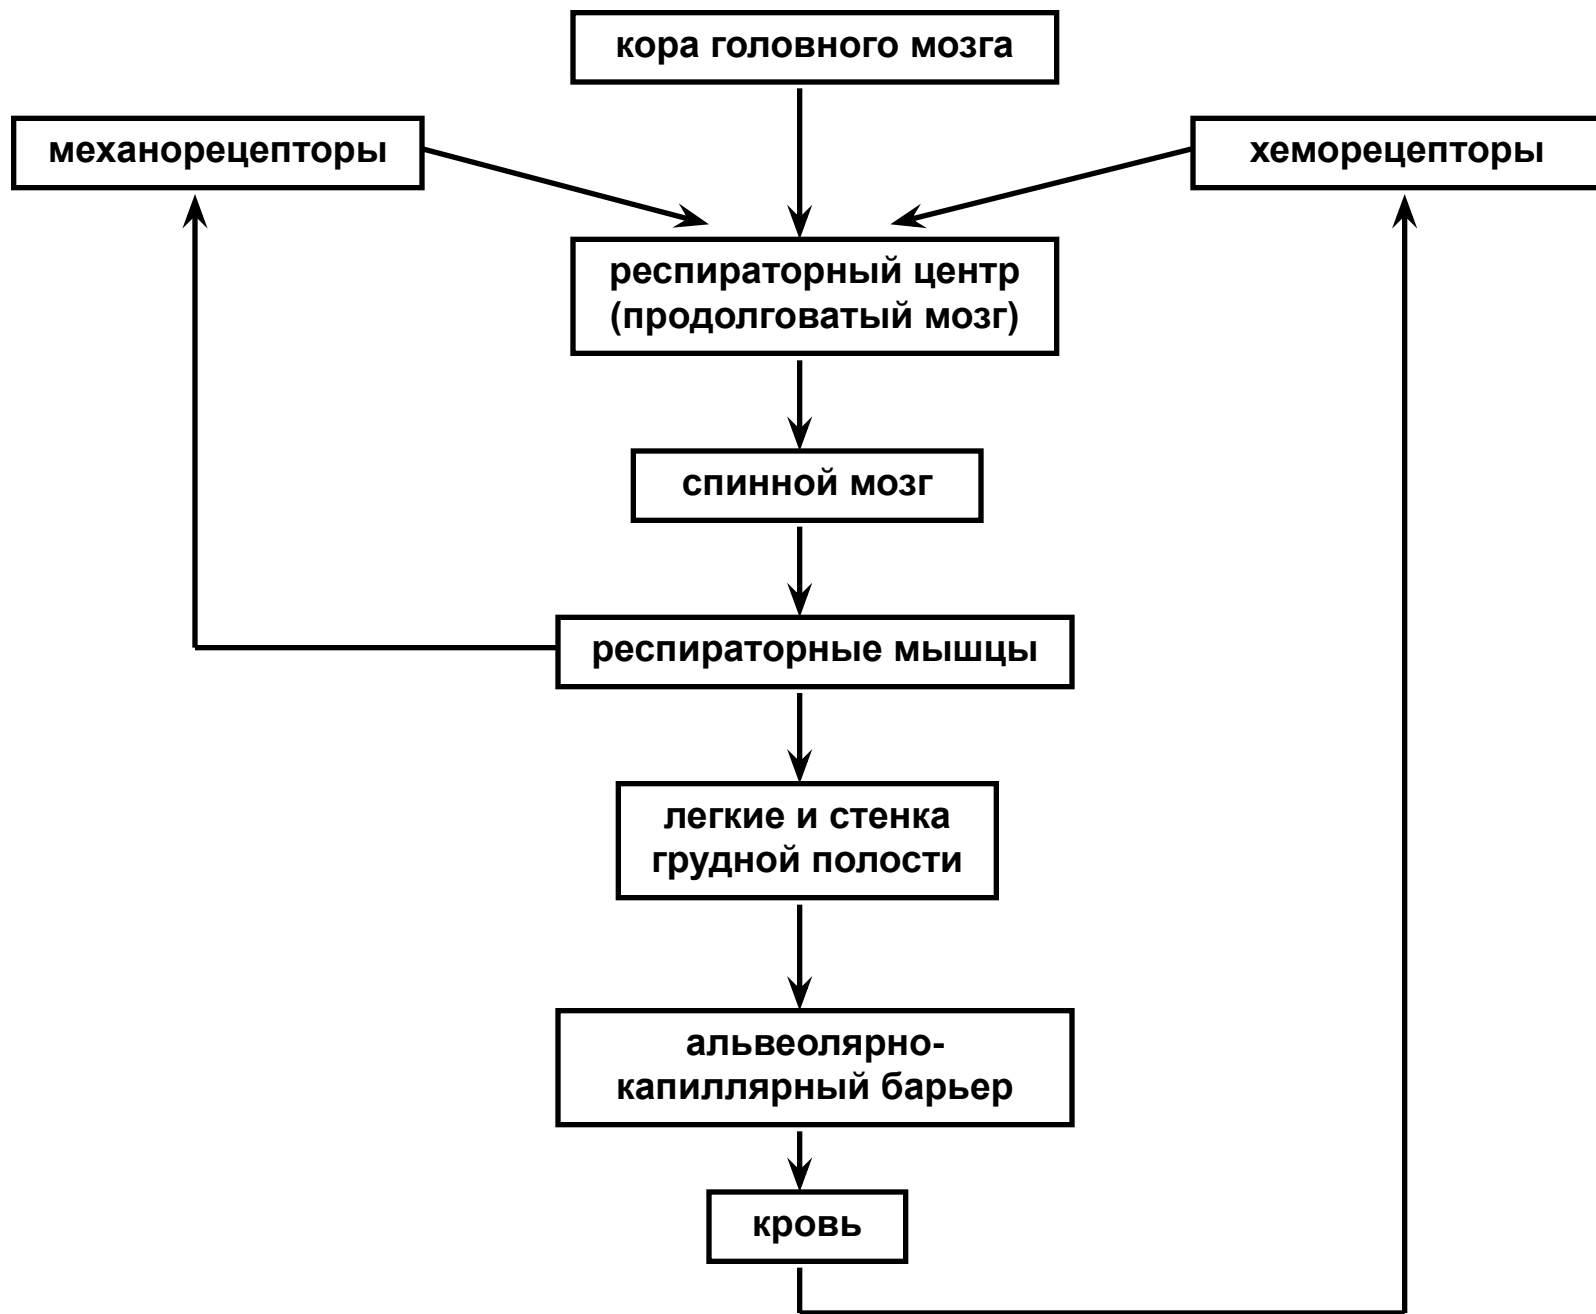 кора головного мозга
механорецепторы
хеморецепторы
респираторный центр
(продолговатый мозг)
спинной мозг
респираторные мышцы
легкие и стенка
грудной полости
альвеолярно-
капиллярный барьер
кровь